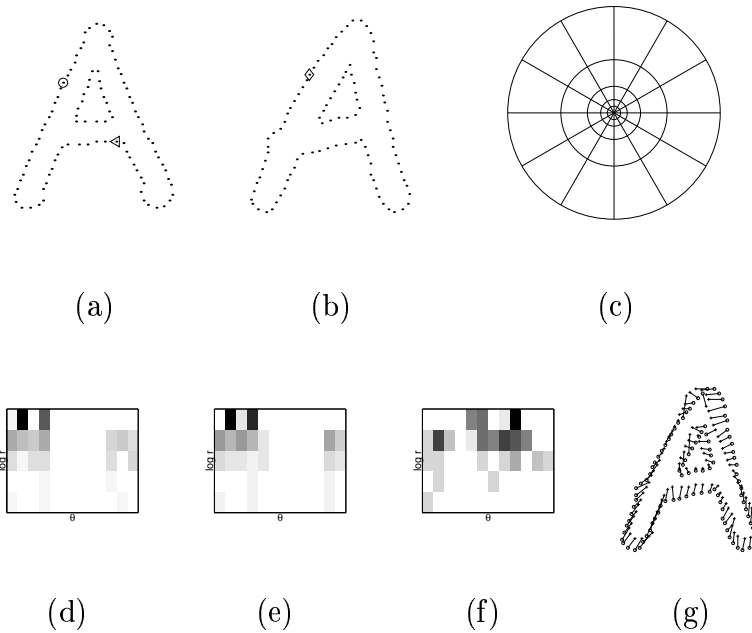 (a) (b) (c)
log r log r log r
θ θ θ
(d) (e) (f) (g)